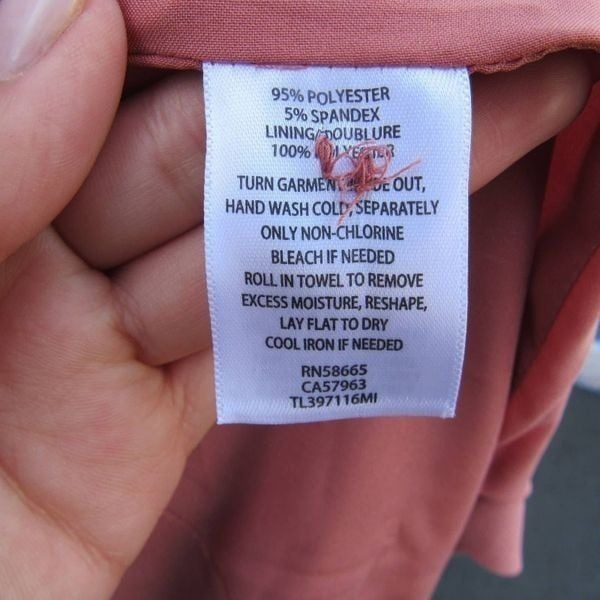 95% POLYESTER
5% SPANDEX
LINING/DOUBLURE
100%
TURN GARMENT OUT,
HAND WASH COLD, SEPARATELY
ONLY NON-CHLORINE
BLEACH IF NEEDED
ROLL IN TOWEL TO REMOVE
EXCESS MOISTURE, RESHAPE,
LAY FLAT TO DRY
COOL IRON IF NEEDED
RN58665
CA57963
TL397116MI